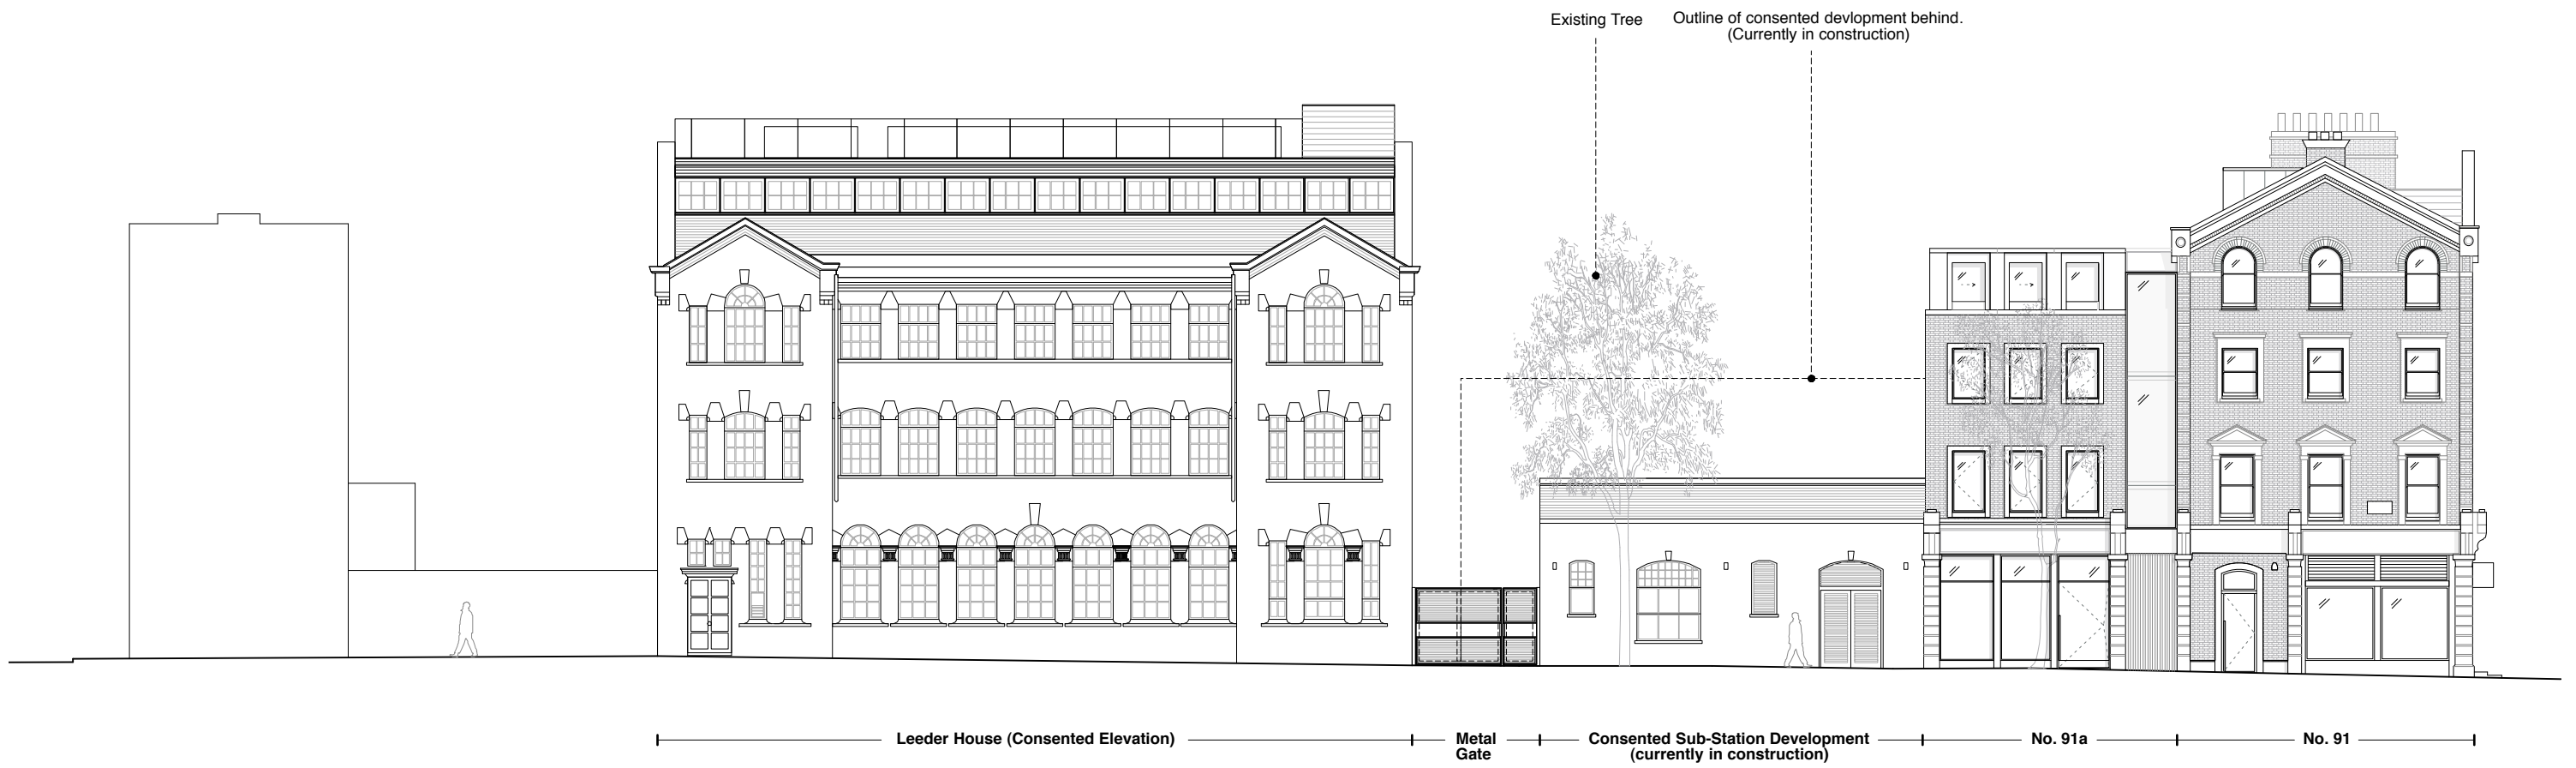 Existing Tree
Outline of consented devlopment behind.
(Currently in construction)
Leeder House (Consented Elevation)
Metal
Gate
Consented Sub-Station Development
(currently in construction)
No. 91a
No. 91